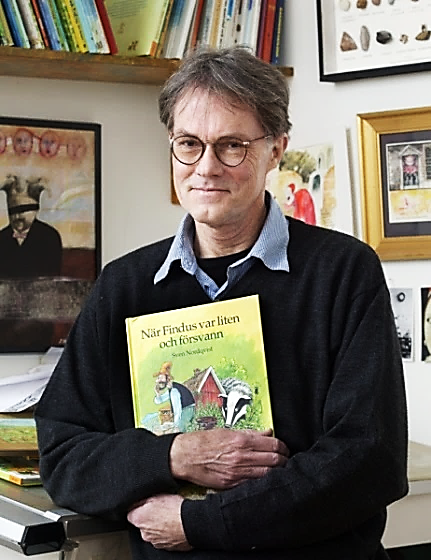 När Findus var liten
och försvann
Sven Nordqvist